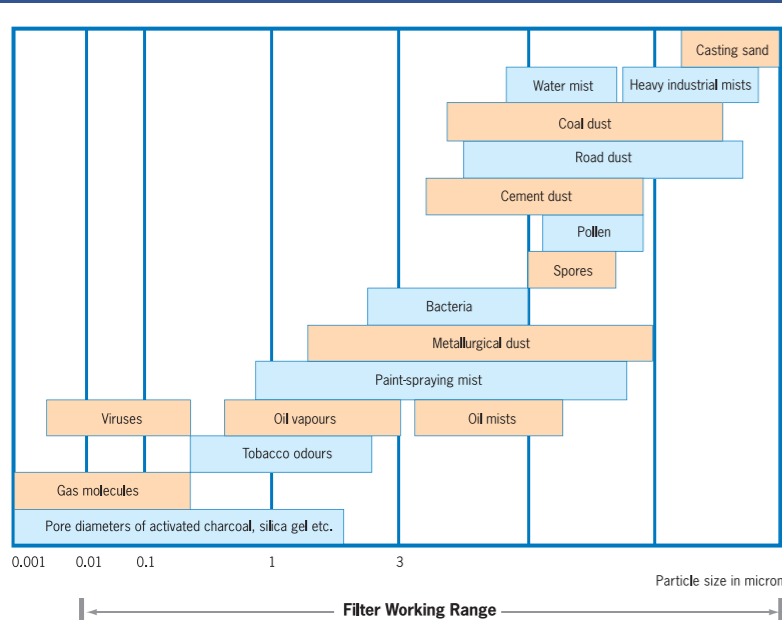 Casting sand
Water mist
Heavy industrial mists
Coal dust
Road dust
Cement dust
Pollen
Spores
Bacteria
Metallurgical dust
Paint-spraying mist
Viruses
Oil vapours
Oil mists
Tobacco odours
Gas molecules
Pore diameters of activated charcoal, silica gel etc.
0.001
0.01
0.1
1
3
Particle size in micron
Filter Working Range